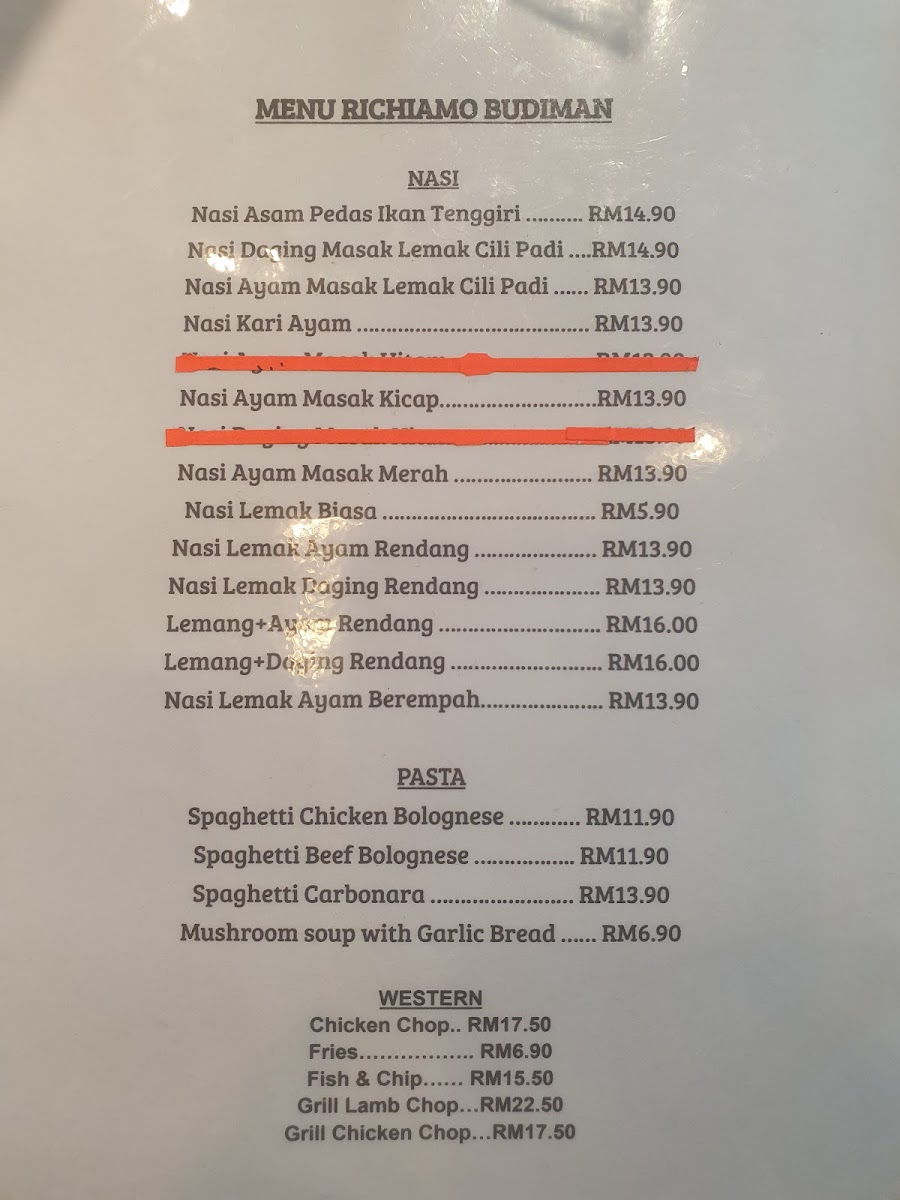 MENU RICHIAMO BUDIMAN
NASI
Nasi Asam Pedas Ikan Tenggiri .......... RM14.90
Nasi Daging Masak Lemak Cili Padi ....RM14.90
Nasi Ayam Masak Lemak Cili Padi ...... RM13.90
Nasi Kari Ayam ........................................ RM13.90
Nasi Masak
Nasi Ayam Masak Kicap...........................RM13.90
Nasi Daging Masak
Nasi Ayam Masak Merah ........................ RM13.90
Nasi Lemak Biasa ..................................... RM5.90
Nasi Lemak Ayam Rendang ..................... RM13.90
Nasi Lemak Daging Rendang .................... RM13.90
Lemang+Ayam Rendang ............................ RM16.00
Lemang+Daging Rendang .......................... RM16.00
Nasi Lemak Ayam Berempah..................... RM13.90
PASTA
Spaghetti Chicken Bolognese ............ RM11.90
Spaghetti Beef Bolognese ................. RM11.90
Spaghetti Carbonara ......................... RM13.90
Mushroom soup with Garlic Bread ...... RM6.90
WESTERN
Chicken Chop.. RM17.50
Fries................. RM6.90
Fish & Chip...... RM15.50
Grill Lamb Chop...RM22.50
Grill Chicken Chop...RM17.50